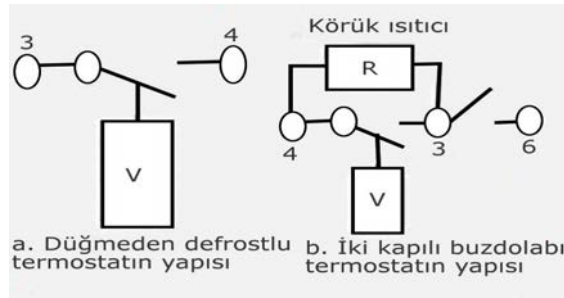 Körük ısıtıcı
3
4
R
4
3
6
V
V
a. Düğmeden defrostlu
termostatın yapısı
b. İki kapılı buzdolabı
termostatın yapısı